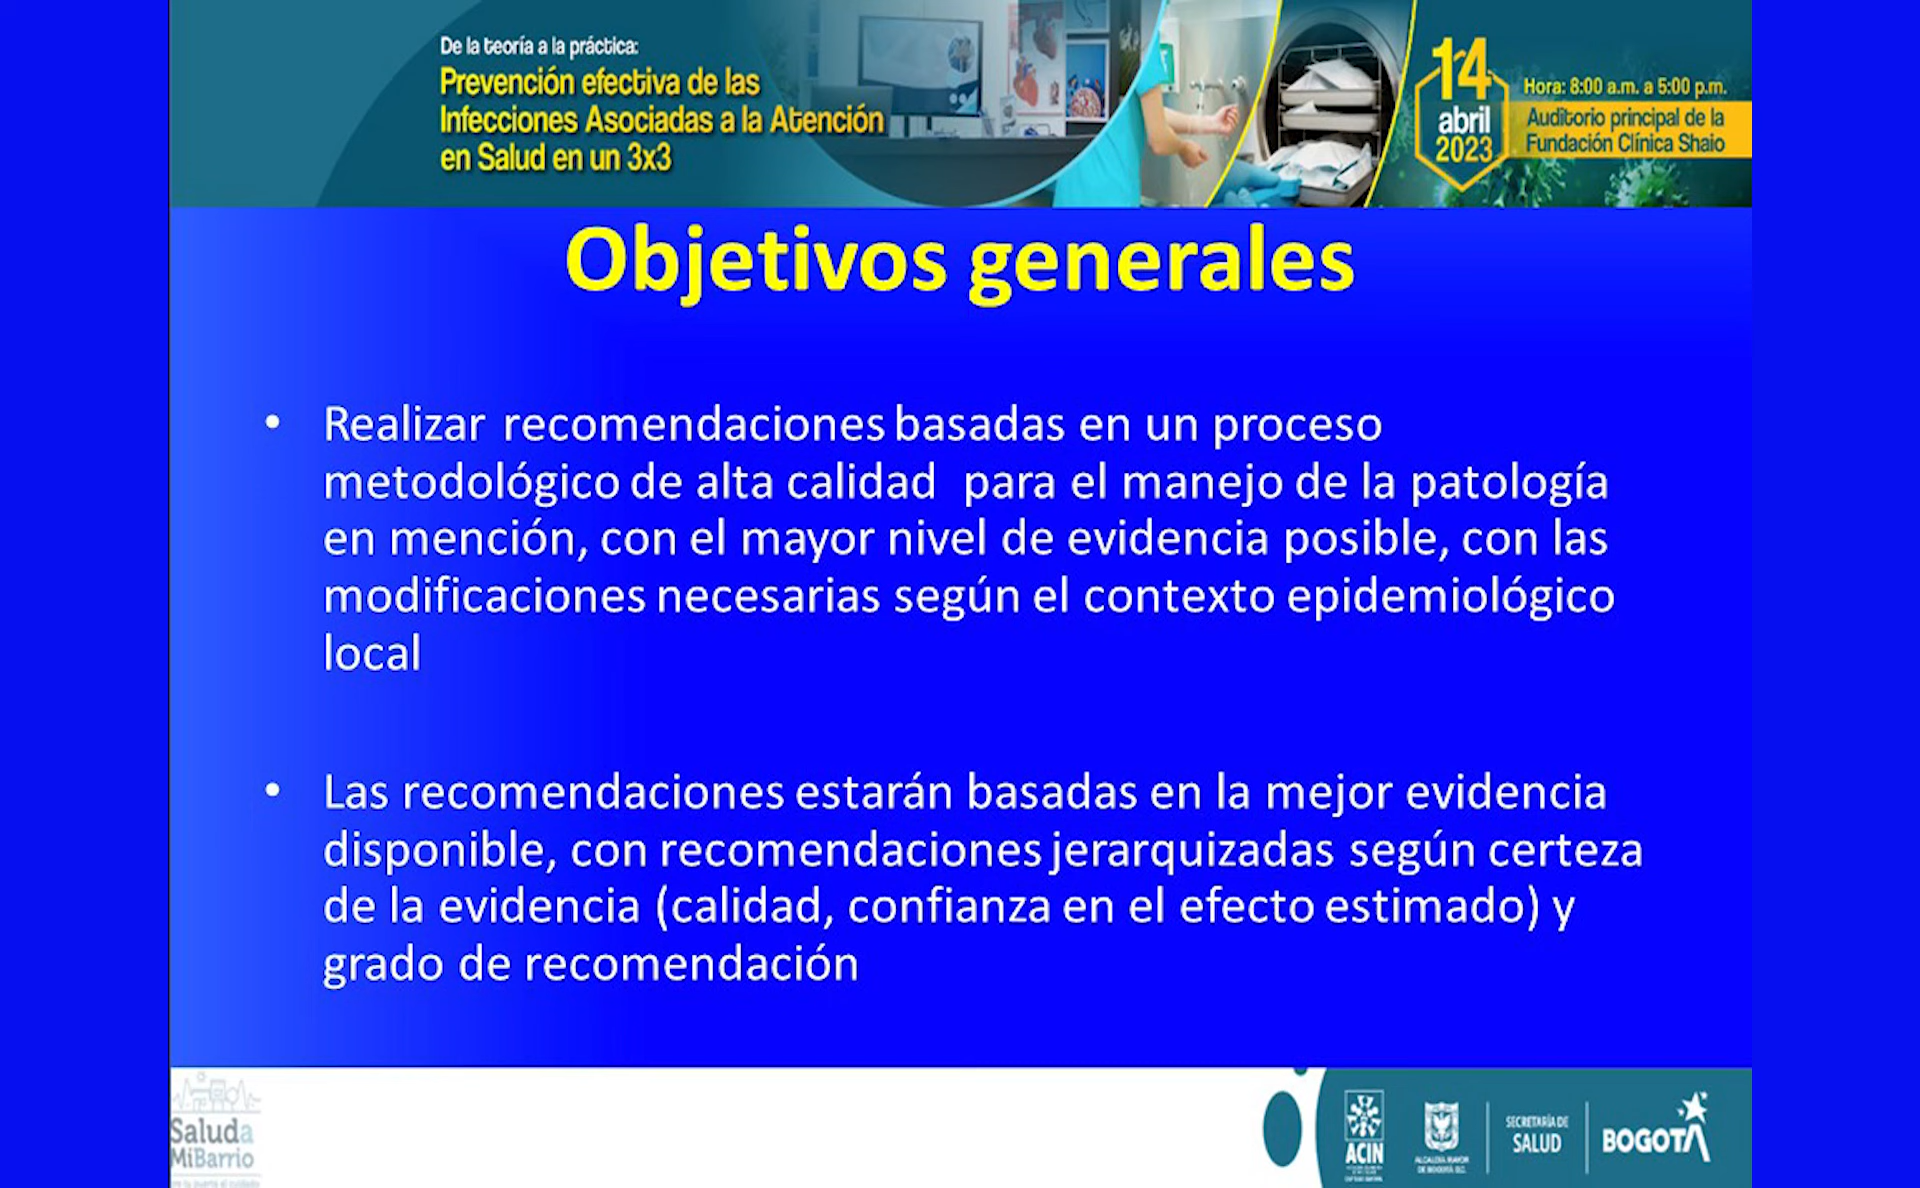 De la teoría a la práctica:
Prevención efectiva de las
Infecciones Asociadas a la Atención
en Salud en un 3x3
14
abril
2023
Hora: 8:00 a.m. a 5:00 p.m.
Auditorio principal de la
Fundación Clínica Shaio
Objetivos generales
• Realizar recomendaciones basadas en un proceso
metodológico de alta calidad para el manejo de la patología
en mención, con el mayor nivel de evidencia posible, con las
modificaciones necesarias según el contexto epidemiológico
local
• Las recomendaciones estarán basadas en la mejor evidencia
disponible, con recomendaciones jerarquizadas según certeza
de la evidencia (calidad, confianza en el efecto estimado) y
grado de recomendación
Saluda
MiBarrio
ACIN
ALCALDÍA MAYOR
DE BOGOTÁ D.C.
SECRETARÍA DE
SALUD
BOGOTÁ